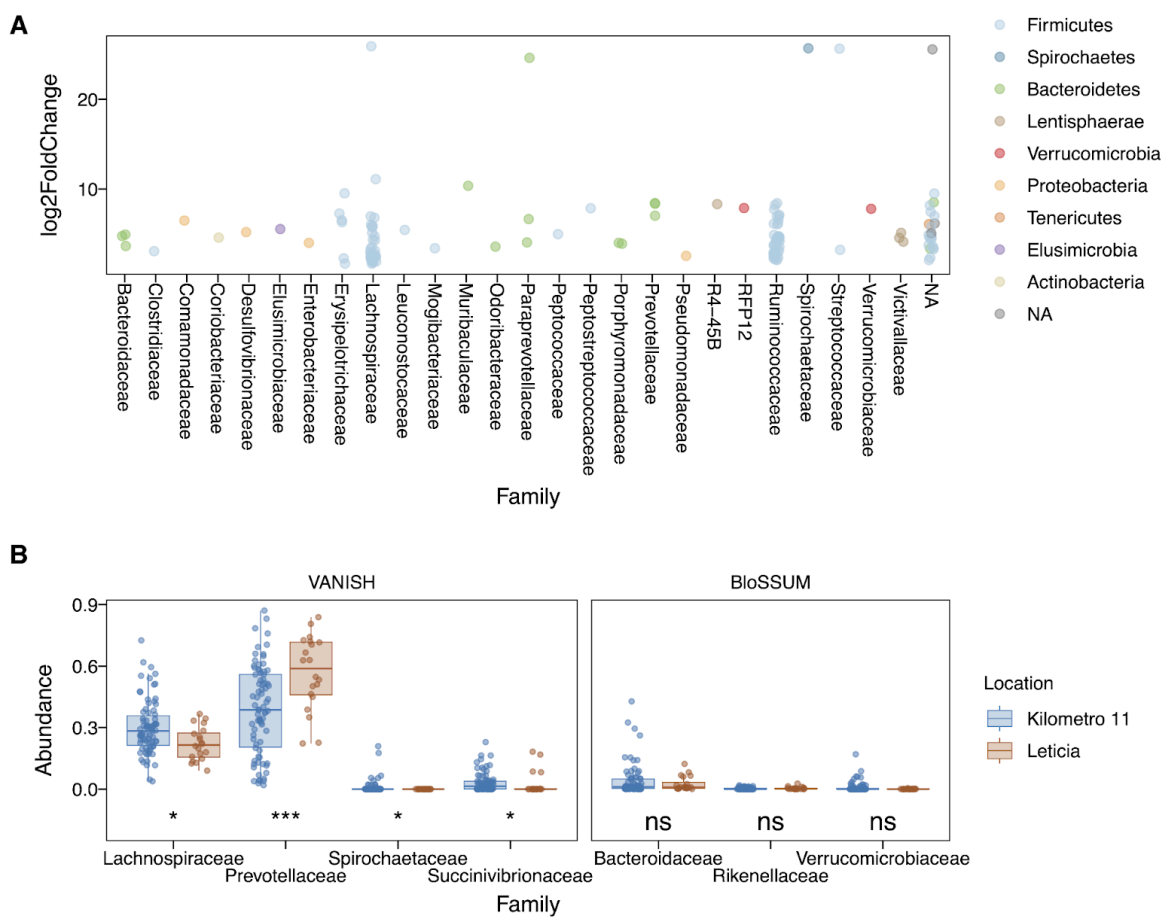 A
log2FoldChange
20
10
Bacteroidaceae
Clostridiaceae
Comamonadaceae
Coriobacteriaceae
Desulfovibrionaceae
Elusimicrobiaceae
Enterobacteriaceae
Erysipelotrichaceae
Lachnospiraceae
Leuconostocaceae
Mogibacteriaceae
Muribaculaceae
Odoribacteraceae
Paraprevotellaceae
Peptococcaceae
Peptostreptococcaceae
Porphyromonadaceae
Prevotellaceae
Pseudomonadaceae
R4−45B
RFP12
Ruminococcaceae
Spirochaetaceae
Streptococcaceae
Verrucomicrobiaceae
Victivallaceae
NA
Family
Firmicutes
Spirochaetes
Bacteroidetes
Lentisphaerae
Verrucomicrobia
Proteobacteria
Tenericutes
Elusimicrobia
Actinobacteria
NA
B
VANISH
BloSSUM
Abundance
0.9
0.6
0.3
0.0
*
***
*
*
ns
ns
ns
Lachnospiraceae
Prevotellaceae
Spirochaetaceae
Succinivibrionaceae
Bacteroidaceae
Rikenellaceae
Verrucomicrobiaceae
Family
Location
Kilometro 11
Leticia